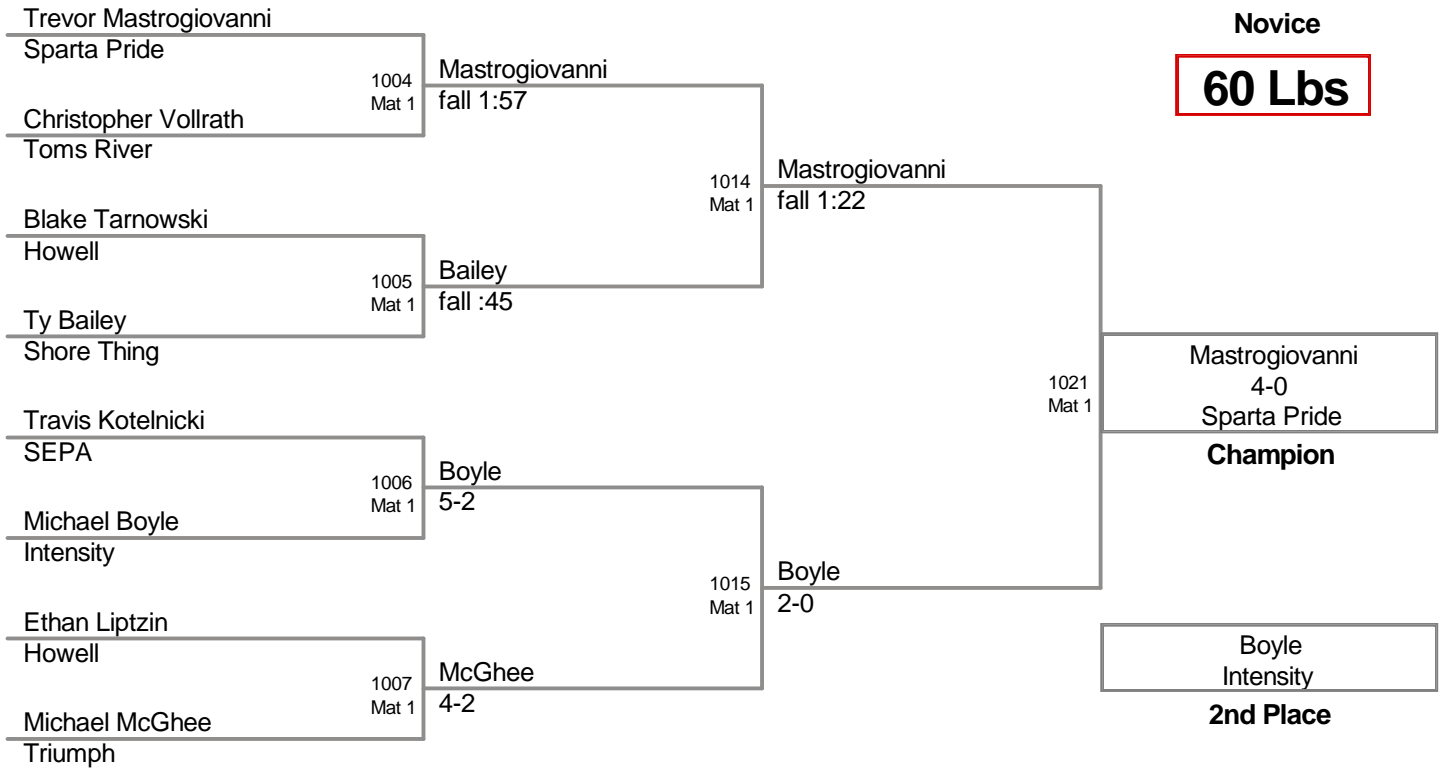 Trevor Mastrogiovanni
Sparta Pride
1004
Mat 1
Mastrogiovanni
fall 1:57
Christopher Vollrath
Toms River
1014
Mat 1
Mastrogiovanni
fall 1:22
Blake Tarnowski
Howell
1005
Mat 1
Bailey
fall :45
Ty Bailey
Shore Thing
1021
Mat 1
Mastrogiovanni
4-0
Sparta Pride
Champion
Travis Kotelnicki
SEPA
1006
Mat 1
Boyle
5-2
Michael Boyle
Intensity
1015
Mat 1
Boyle
2-0
Ethan Liptzin
Howell
1007
Mat 1
McGhee
4-2
Michael McGhee
Triumph
Boyle
Intensity
2nd Place
Novice
60 Lbs